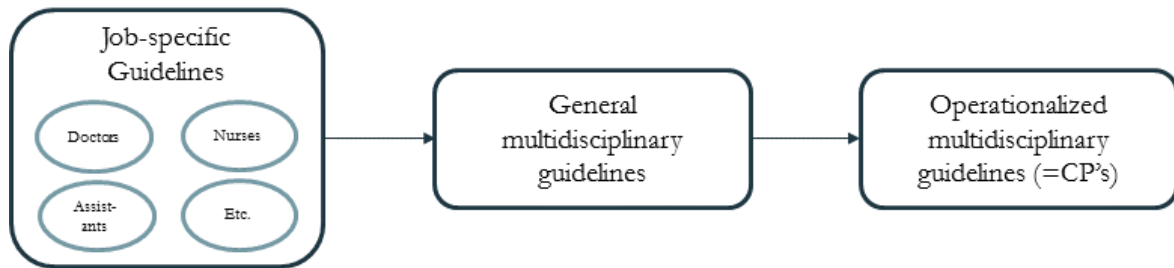 Job-specific
Guidelines
Doctors
Nurses
Assist-
ants
Etc.
General
multidisciplinary
guidelines
Operationalized
multidisciplinary
guidelines (=CP’s)